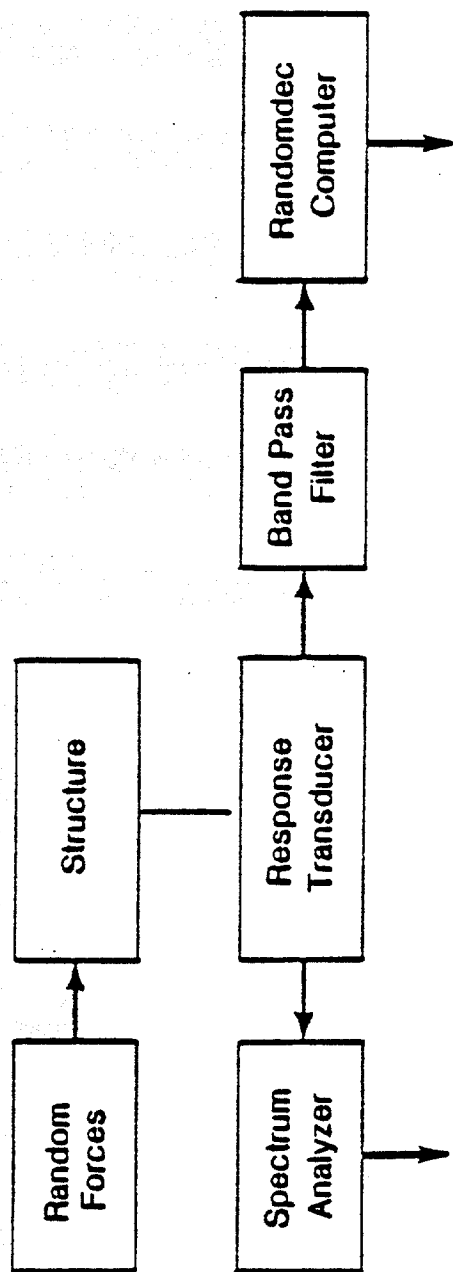 Random
Forces
Structure
Spectrum
Analyzer
Response
Transducer
Band Pass
Filter
Randomdec
Computer